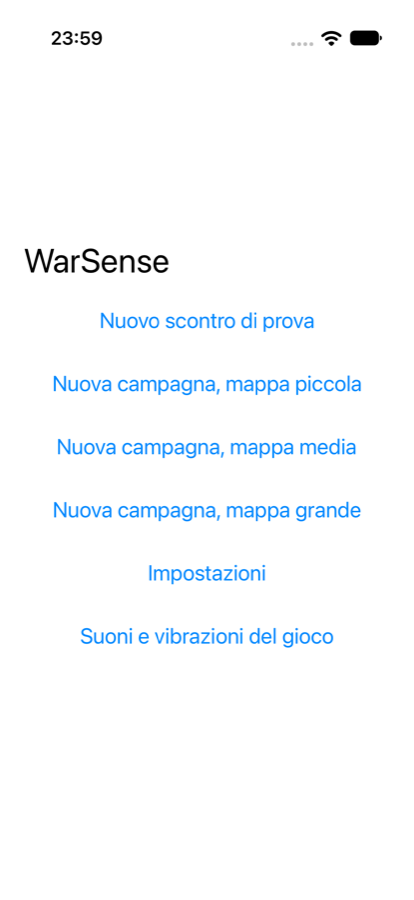 23:59
WarSense
Nuovo scontro di prova
Nuova campagna, mappa piccola
Nuova campagna, mappa media
Nuova campagna, mappa grande
Impostazioni
Suoni e vibrazioni del gioco